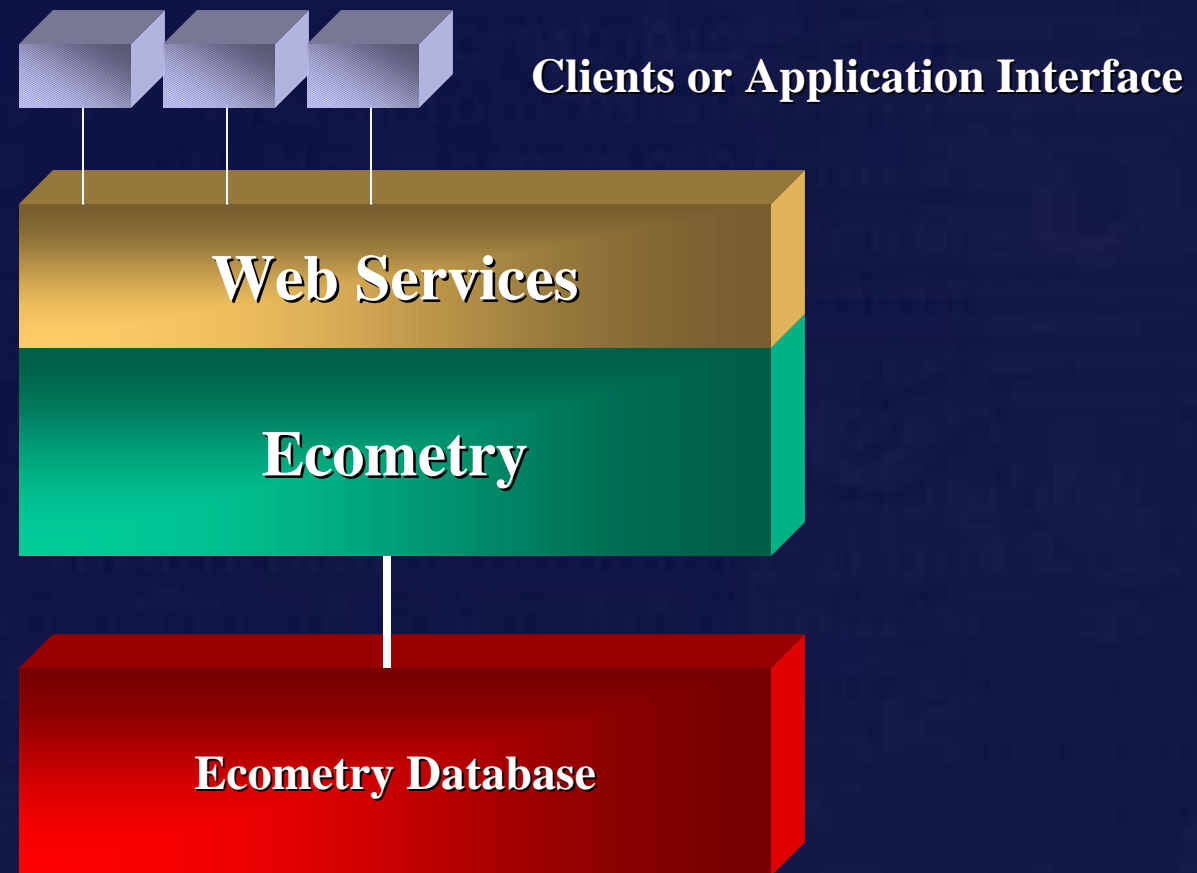 Clients or Application Interface
Web Services
Ecometry
Ecometry Database